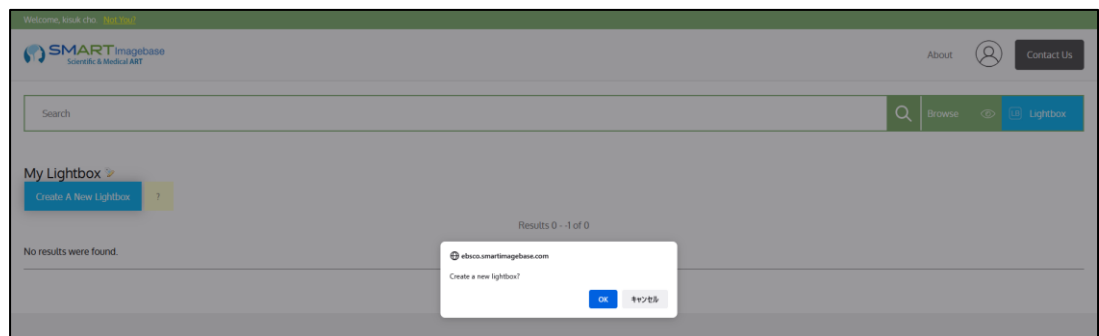 Welcome, kisuk cho. Not You?
SMARTImagebase
Scientific & Medical ART
About
Contact Us
Search
Browse
LB
Lightbox
My Lightbox
Create A New Lightbox
?
Results 0 - -1 of 0
No results were found.
ebsco.smartimagebase.com
Create a new lightbox?
OK
キャンセル